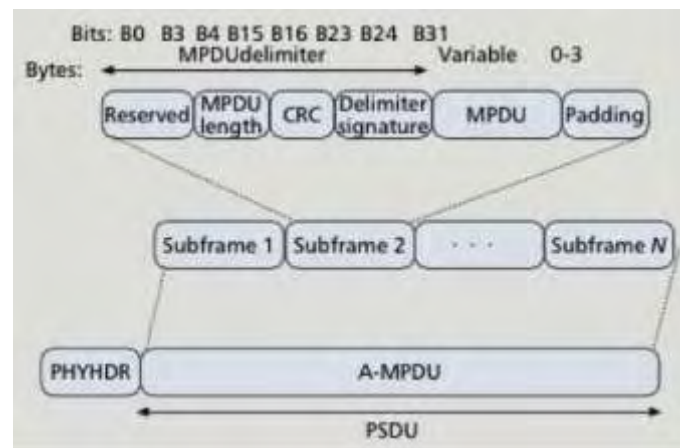 Bits: B0 B3 B4 B15 B16 B23 B24 B31
MPDUdelimiter Variable 0-3
Bytes:
Reserved MPDU length CRC Delimiter signature MPDU Padding
Subframe 1 Subframe 2 . . . Subframe N
PHYHDR A-MPDU
PSDU